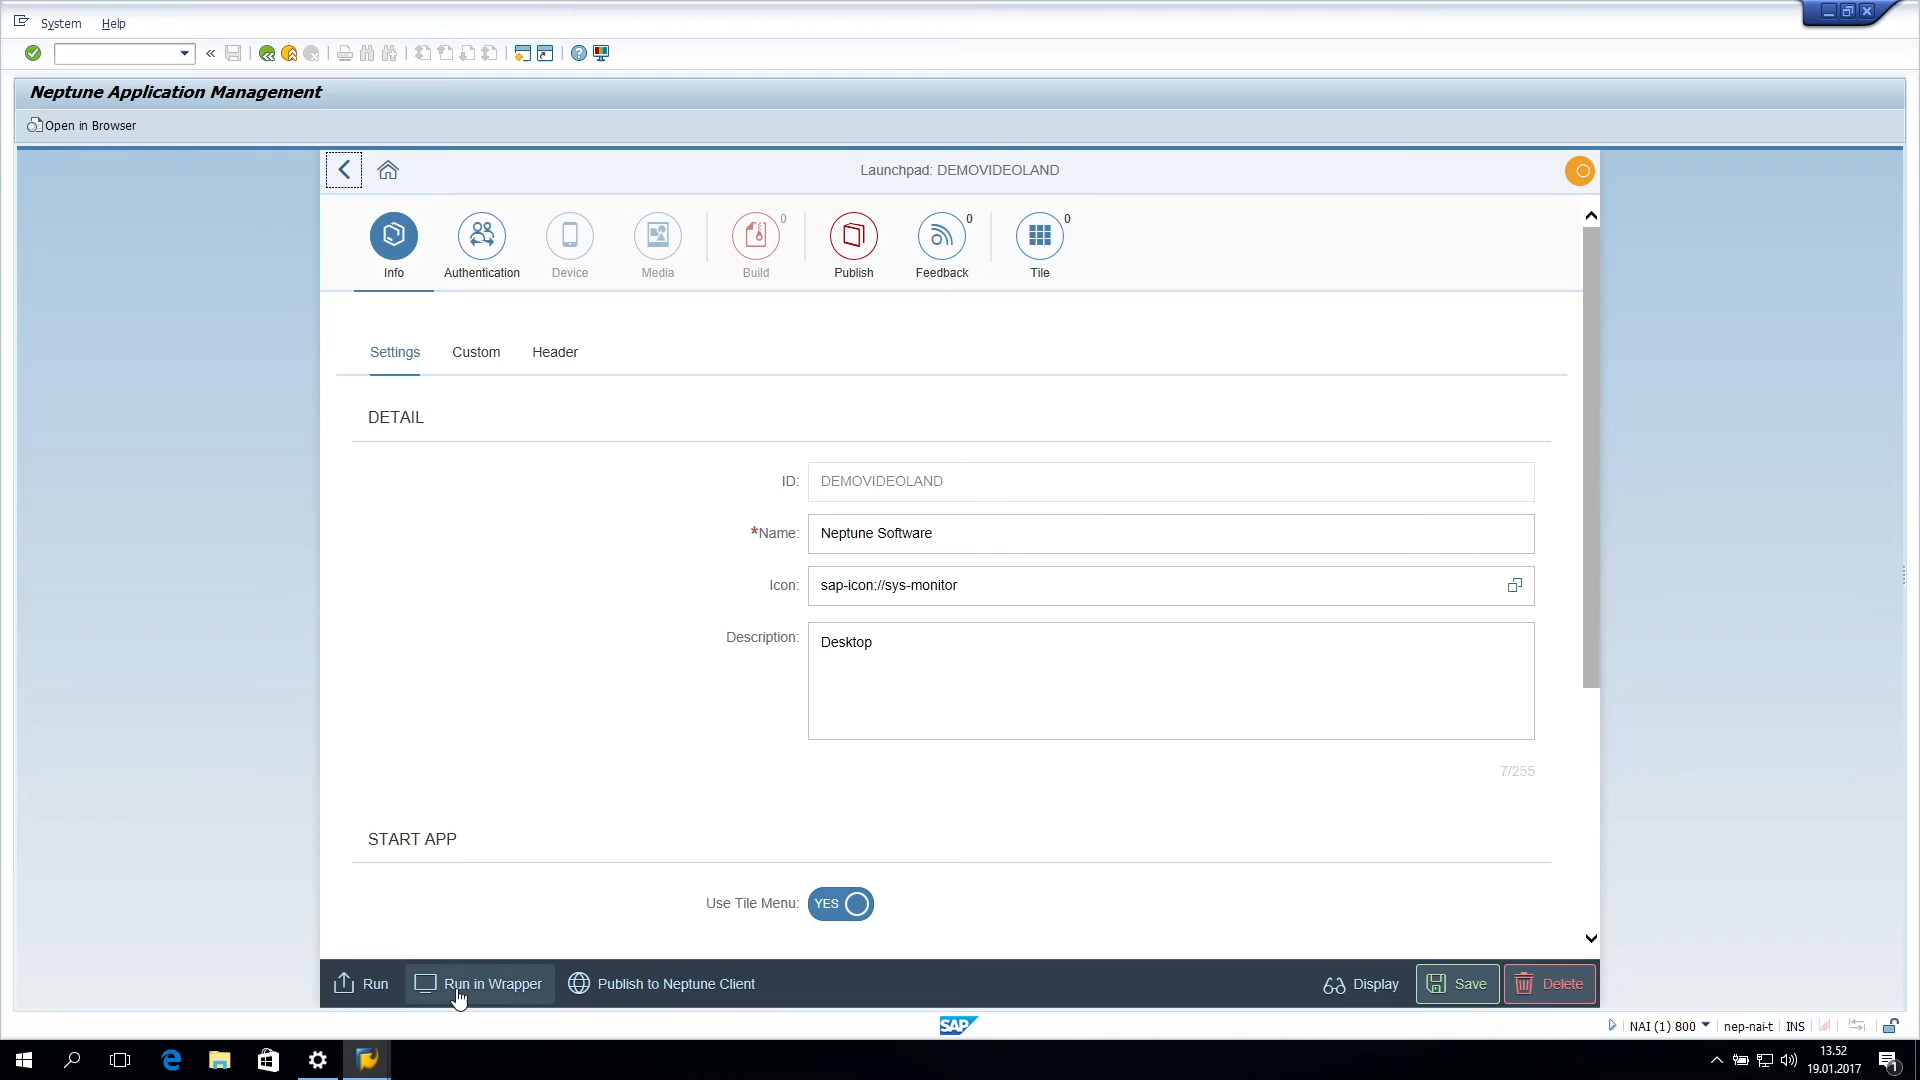 System Help
«
Neptune Application Management
Open in Browser
Launchpad: DEMOVIDEOLAND
0 0 0
Info Authentication Device Media Build Publish Feedback Tile
Settings Custom Header
DETAIL
ID: DEMOVIDEOLAND
*Name: Neptune Software
Icon: sap-icon://sys-monitor
Description: Desktop
7/255
START APP
Use Tile Menu: YES
Run Run in Wrapper Publish to Neptune Client Display Save Delete
SAP NAI (1) 800 nep-nai-t INS
13.52
19.01.2017
1